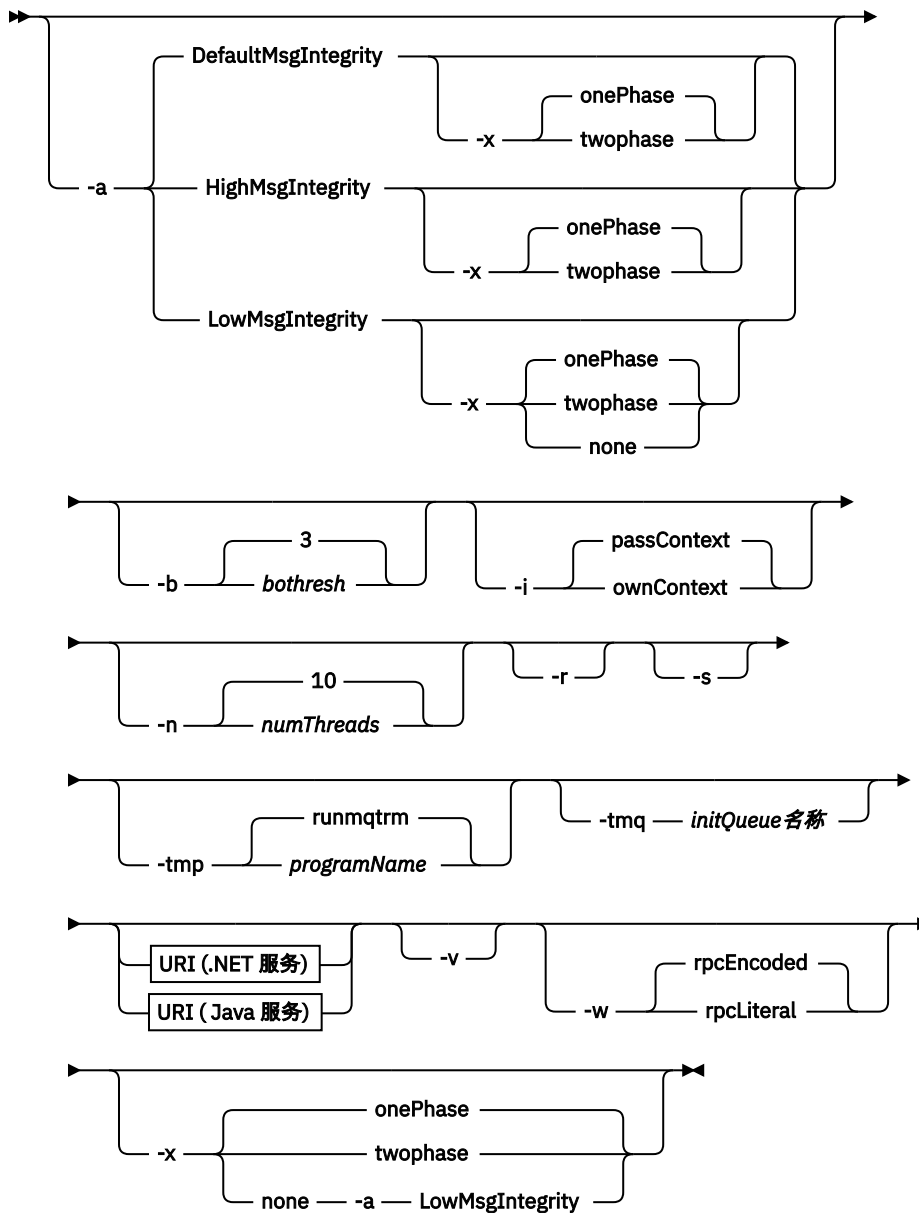 DefaultMsgIntegrity
onePhase
-x twophase
-a HighMsgIntegrity
onePhase
-x twophase
LowMsgIntegrity
onePhase
-x twophase
none
3 passContext
-b bothresh -i ownContext
10 -r -s
-n numThreads
runmqtrm -tmq initQueue名称
-tmp programName
URI (.NET 服务) -v rpcEncoded
URI ( Java 服务) -w rpcLiteral
onePhase
-x twophase
none -a LowMsgIntegrity